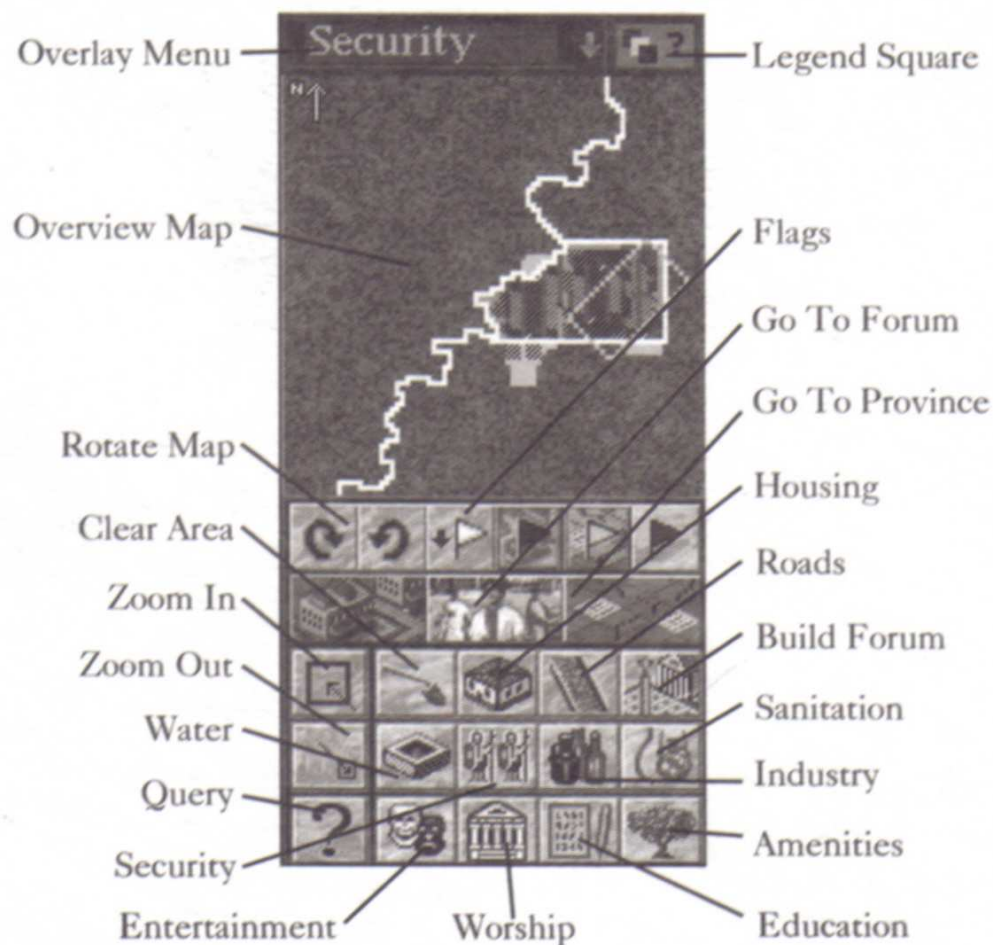 Overlay Menu
Security
?
Legend Square
N
Overview Map
Flags
Go To Forum
Go To Province
Rotate Map
Housing
Clear Area
Roads
Zoom In
Build Forum
Zoom Out
Sanitation
Water
Industry
Query
?
Amenities
Security
Entertainment
Worship
Education